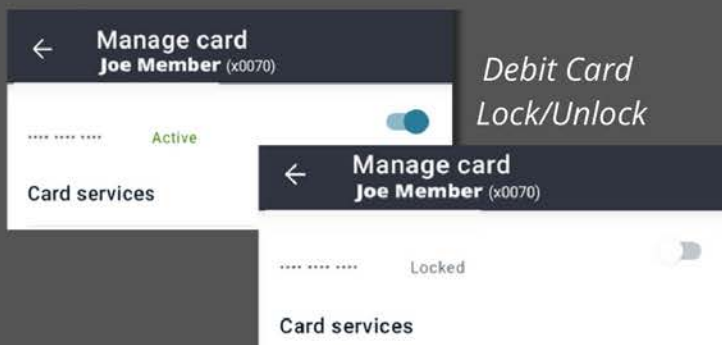 Manage card
Joe Member (x0070)
•••• •••• •••• Active
Card services
Debit Card
Lock/Unlock
Manage card
Joe Member (x0070)
•••• •••• •••• Locked
Card services